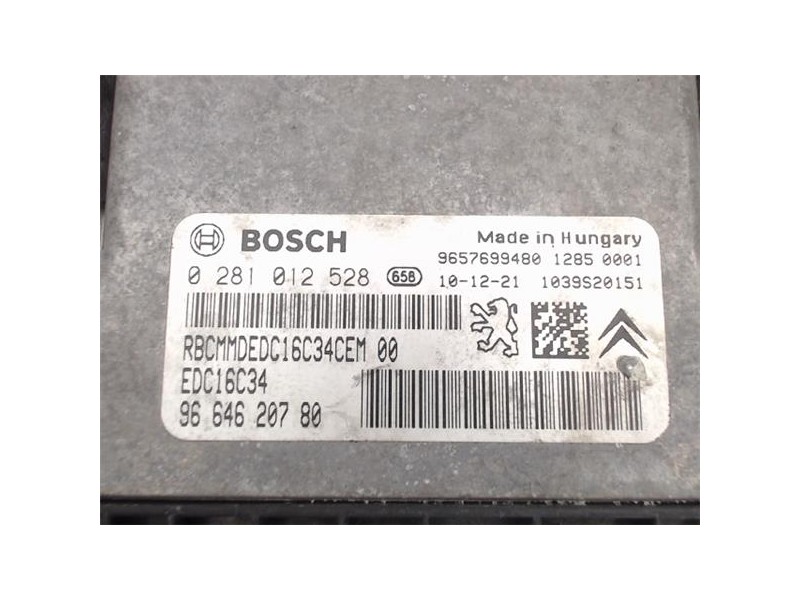 BOSCH
Made in Hungary
9657699480 1285 0001
0 281 012 528 658 10-12-21 1039S20151
RBCMMDEDC16C34CEM 00
EDC16C34
96 646 207 80